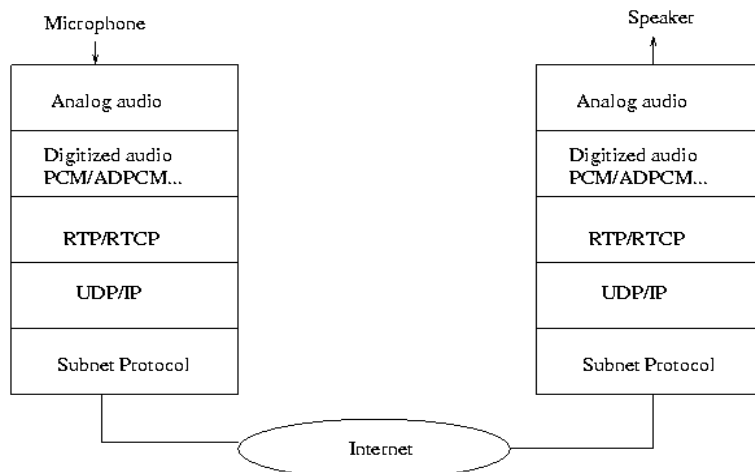 Microphone
Analog audio
Digitized audio
PCM/ADPCM...
RTP/RTCP
UDP/IP
Subnet Protocol
Speaker
Analog audio
Digitized audio
PCM/ADPCM...
RTP/RTCP
UDP/IP
Subnet Protocol
Internet